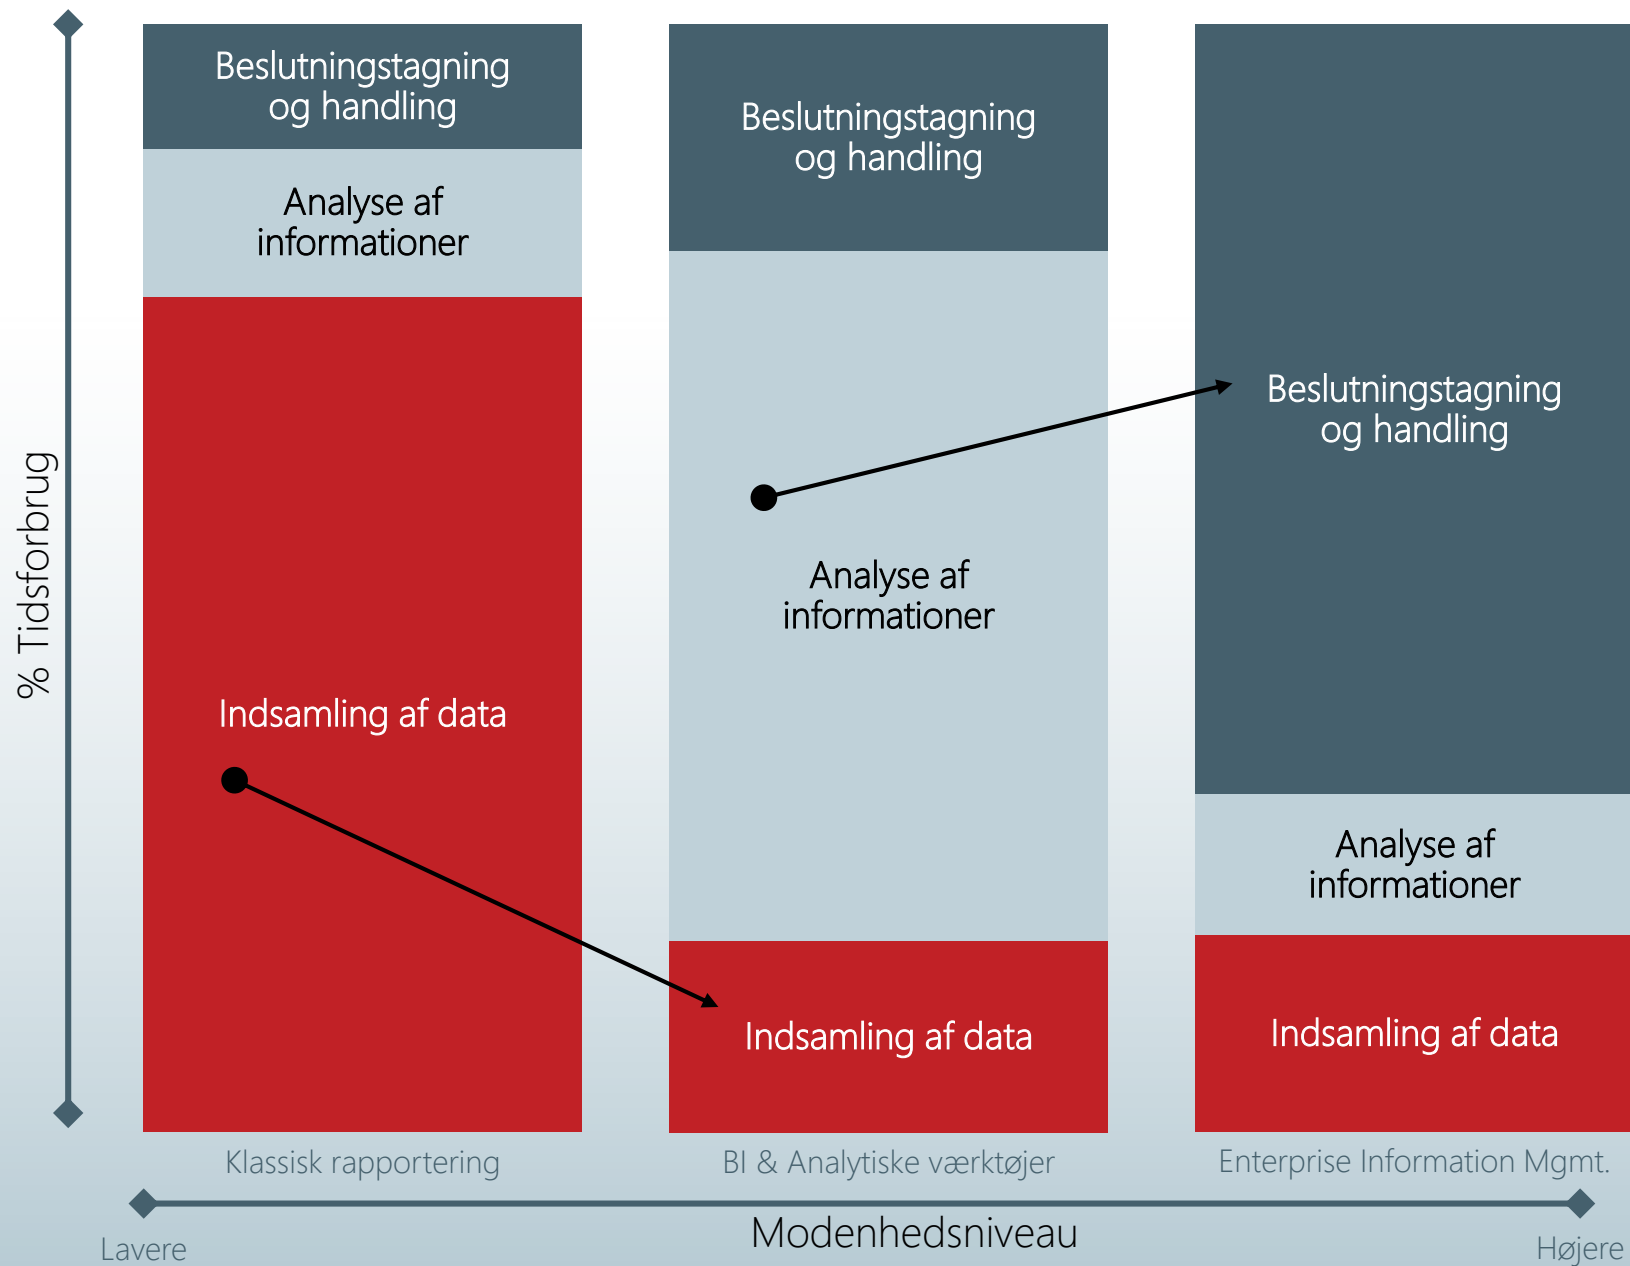 % Tidsforbrug
Beslutningstagning
og handling
Analyse af
informationer
Indsamling af data
Klassisk rapportering
Beslutningstagning
og handling
Analyse af
informationer
Indsamling af data
BI & Analytiske værktøjer
Beslutningstagning
og handling
Analyse af
informationer
Indsamling af data
Enterprise Information Mgmt.
Lavere
Modenhedsniveau
Højere